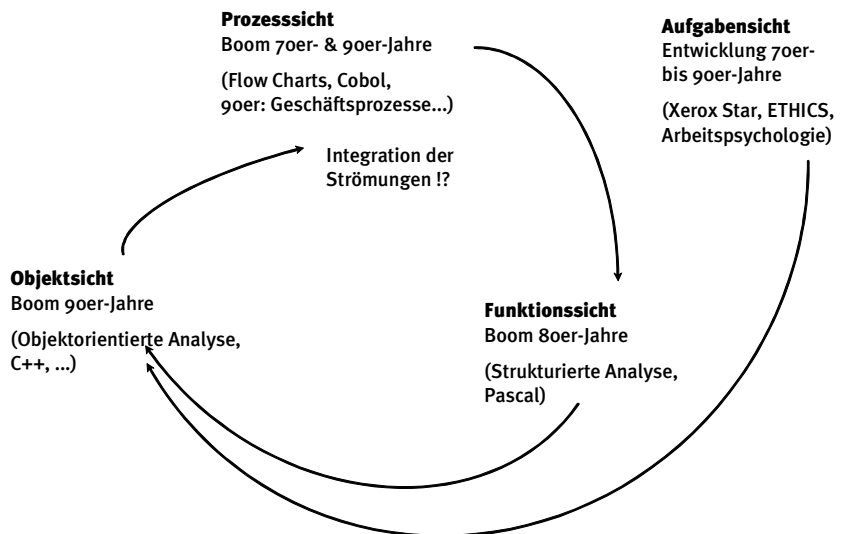 Prozesssicht
Boom 70er- & 90er-Jahre
(Flow Charts, Cobol,
90er: Geschäftsprozesse...)
Integration der
Strömungen !?
Aufgabensicht
Entwicklung 70er-
bis 90er-Jahre
(Xerox Star, ETHICS,
Arbeitspsychologie)
Objektsicht
Boom 90er-Jahre
(Objektorientierte Analyse,
C++, ...)
Funktionssicht
Boom 80er-Jahre
(Strukturierte Analyse,
Pascal)